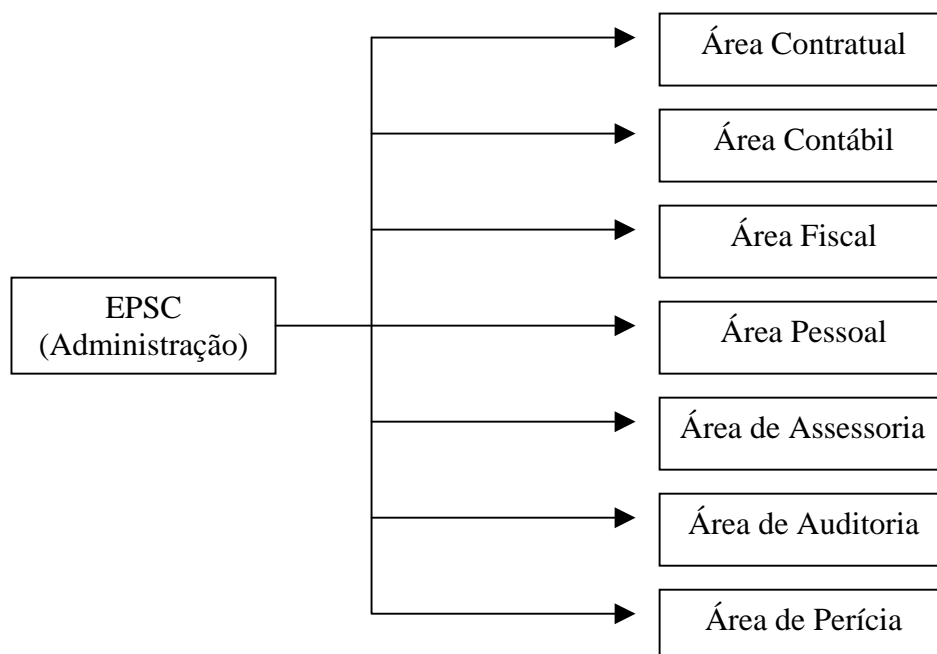 Área Contratual
Área Contábil
Área Fiscal
EPSC
(Administração)
Área Pessoal
Área de Assessoria
Área de Auditoria
Área de Perícia